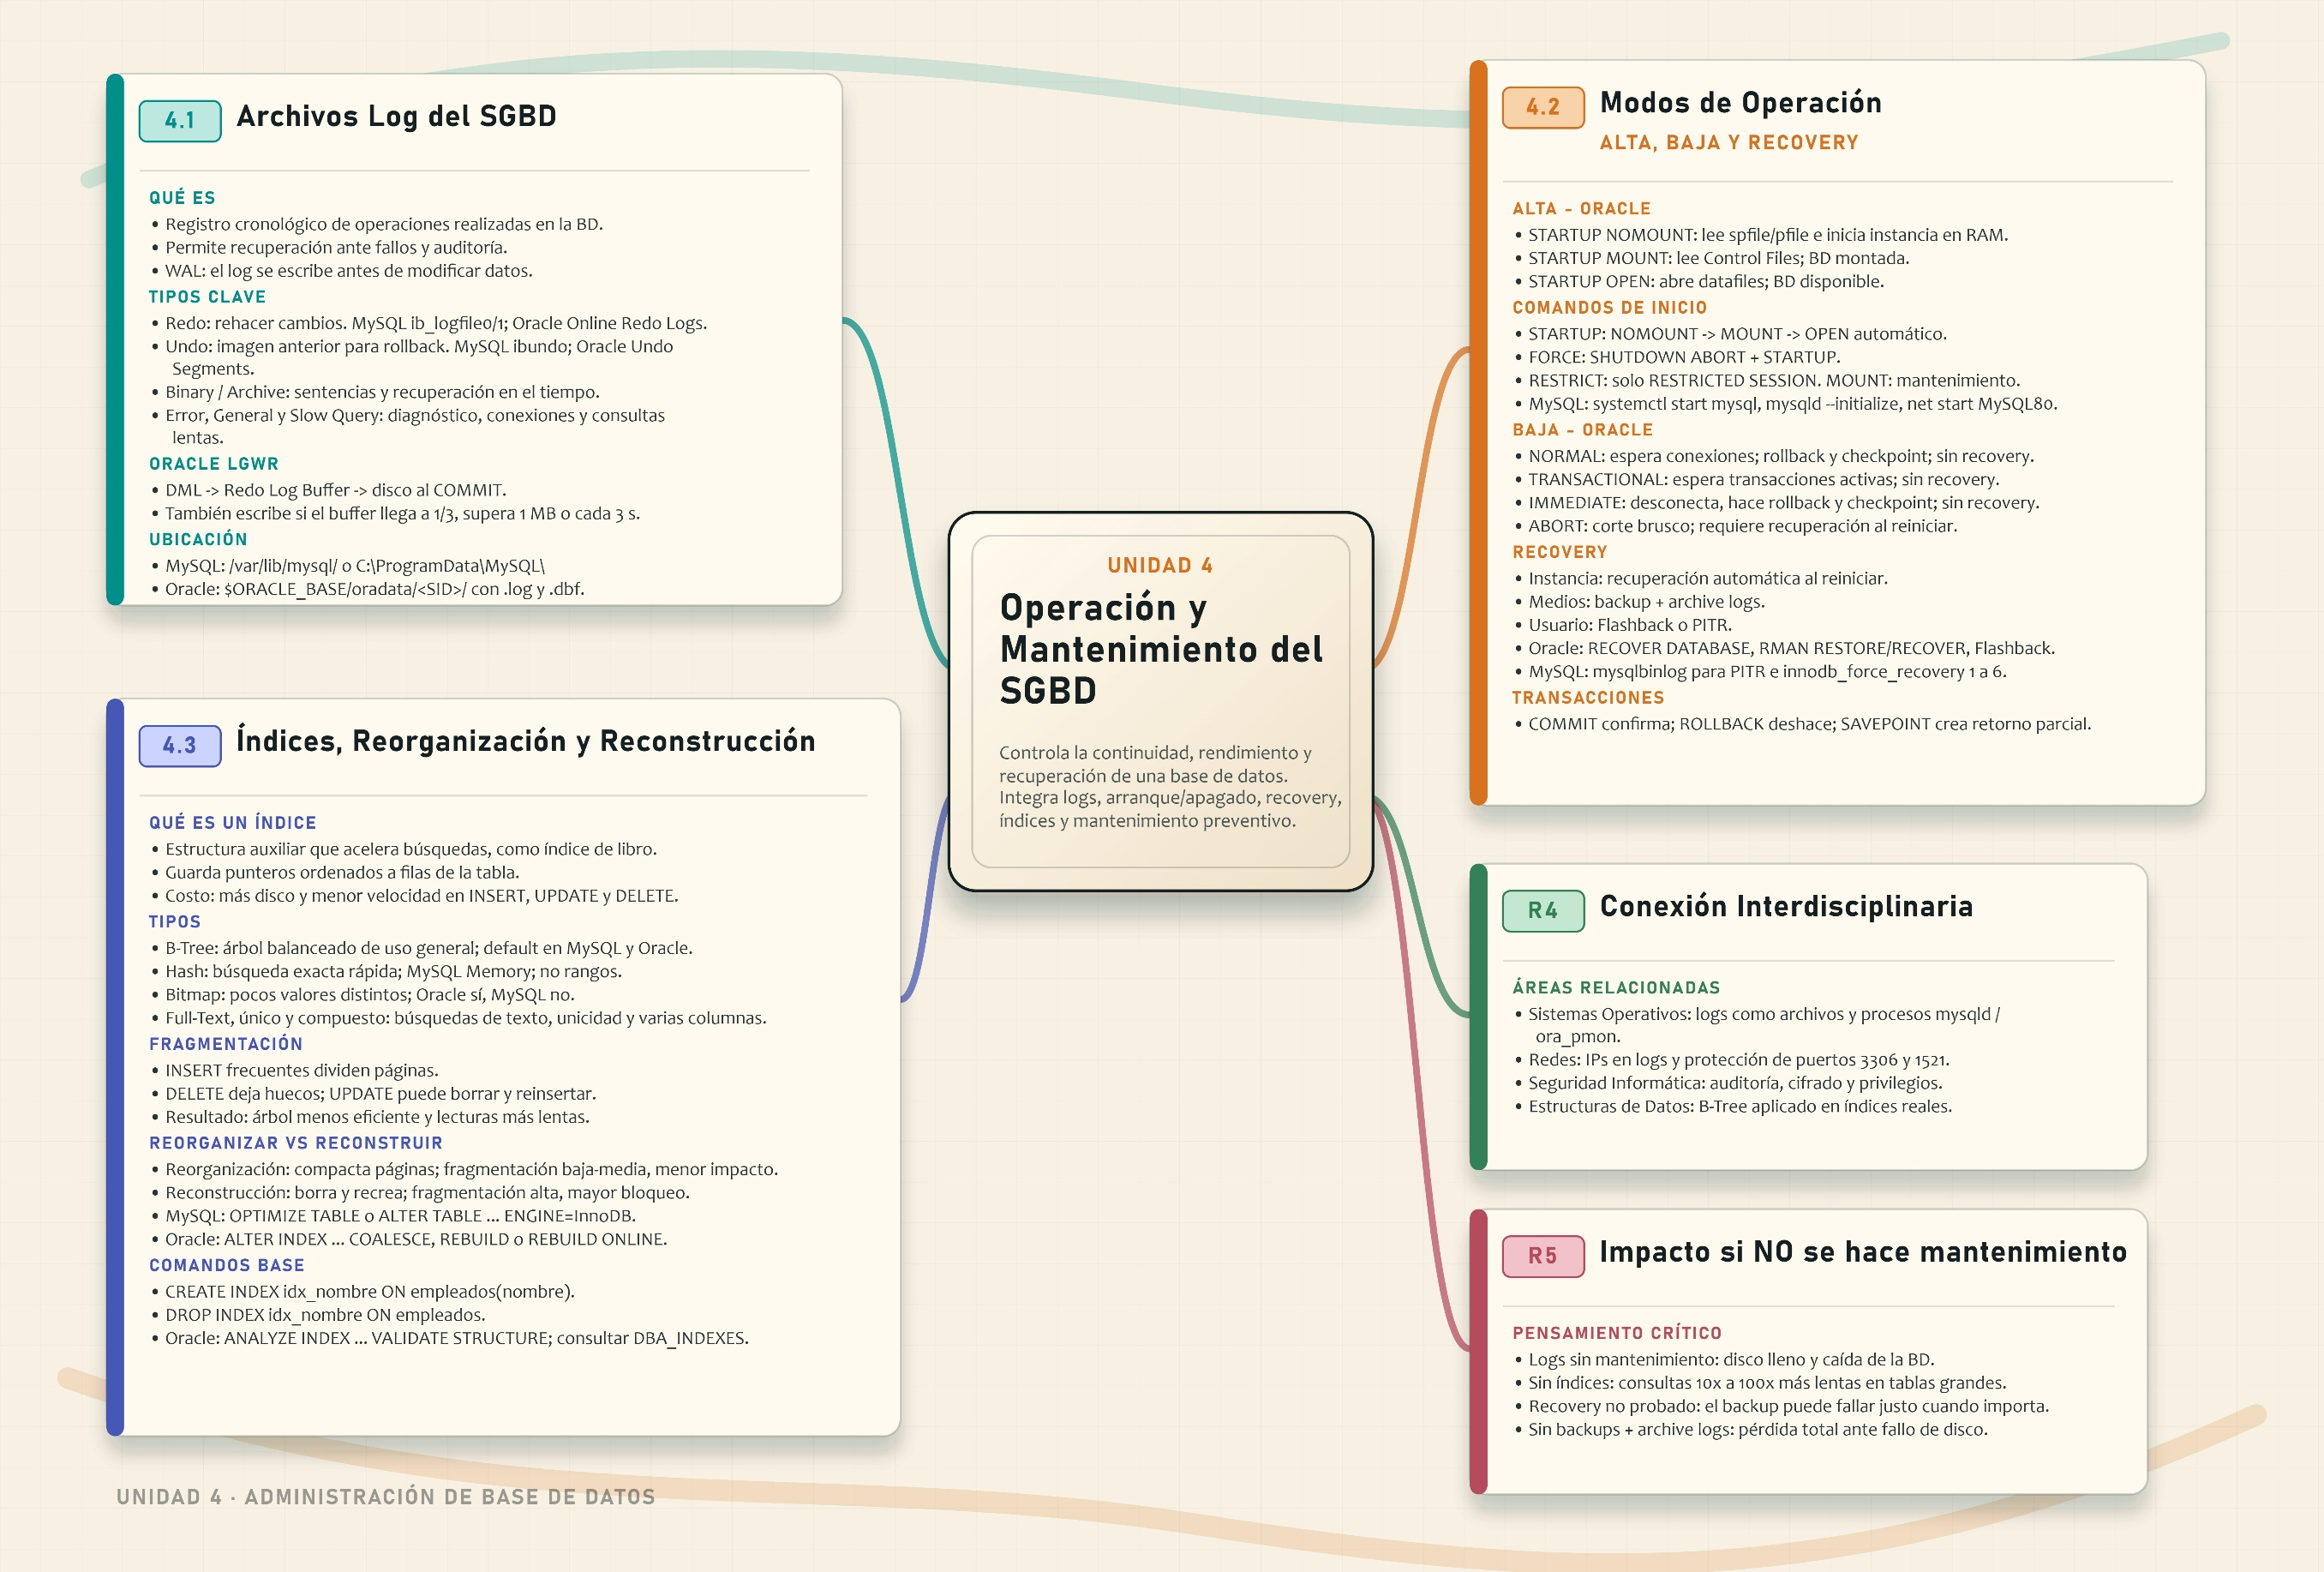 4.1 Archivos Log del SGBD
QUÉ ES
• Registro cronológico de operaciones realizadas en la BD.
• Permite recuperación ante fallos y auditoría.
• WAL: el log se escribe antes de modificar datos.
TIPOS CLAVE
• Redo: rehacer cambios. MySQL ib_logfile0/1; Oracle Online Redo Logs.
• Undo: imagen anterior para rollback. MySQL ibundo; Oracle Undo
Segments.
• Binary / Archive: sentencias y recuperación en el tiempo.
• Error, General y Slow Query: diagnóstico, conexiones y consultas
lentas.
ORACLE LGWR
• DML -> Redo Log Buffer -> disco al COMMIT.
• También escribe si el buffer llega a 1/3, supera 1 MB o cada 3 s.
UBICACIÓN
• MySQL: /var/lib/mysql/ o C:\ProgramData\MySQL\
• Oracle: $ORACLE_BASE/oradata/<SID>/ con .log y .dbf.
4.2 Modos de Operación
ALTA, BAJA Y RECOVERY
ALTA - ORACLE
• STARTUP NOMOUNT: lee spfile/pfile e inicia instancia en RAM.
• STARTUP MOUNT: lee Control Files; BD montada.
• STARTUP OPEN: abre datafiles; BD disponible.
COMANDOS DE INICIO
• STARTUP: NOMOUNT -> MOUNT -> OPEN automático.
• FORCE: SHUTDOWN ABORT + STARTUP.
• RESTRICT: solo RESTRICTED SESSION. MOUNT: mantenimiento.
• MySQL: systemctl start mysql, mysqld --initialize, net start MySQL80.
BAJA - ORACLE
• NORMAL: espera conexiones; rollback y checkpoint; sin recovery.
• TRANSACTIONAL: espera transacciones activas; sin recovery.
• IMMEDIATE: desconecta, hace rollback y checkpoint; sin recovery.
• ABORT: corte brusco; requiere recuperación al reiniciar.
RECOVERY
• Instancia: recuperación automática al reiniciar.
• Medios: backup + archive logs.
• Usuario: Flashback o PITR.
• Oracle: RECOVER DATABASE, RMAN RESTORE/RECOVER, Flashback.
• MySQL: mysqlbinlog para PITR e innodb_force_recovery 1 a 6.
TRANSACCIONES
• COMMIT confirma; ROLLBACK deshace; SAVEPOINT crea retorno parcial.
UNIDAD 4
Operación y
Mantenimiento del
SGBD
Controla la continuidad, rendimiento y
recuperación de una base de datos.
Integra logs, arranque/apagado, recovery,
índices y mantenimiento preventivo.
4.3 Índices, Reorganización y Reconstrucción
QUÉ ES UN ÍNDICE
• Estructura auxiliar que acelera búsquedas, como índice de libro.
• Guarda punteros ordenados a filas de la tabla.
• Costo: más disco y menor velocidad en INSERT, UPDATE y DELETE.
TIPOS
• B-Tree: árbol balanceado de uso general; default en MySQL y Oracle.
• Hash: búsqueda exacta rápida; MySQL Memory; no rangos.
• Bitmap: pocos valores distintos; Oracle sí, MySQL no.
• Full-Text, único y compuesto: búsquedas de texto, unicidad y varias columnas.
FRAGMENTACIÓN
• INSERT frecuentes dividen páginas.
• DELETE deja huecos; UPDATE puede borrar y reinsertar.
• Resultado: árbol menos eficiente y lecturas más lentas.
REORGANIZAR VS RECONSTRUIR
• Reorganización: compacta páginas; fragmentación baja-media, menor impacto.
• Reconstrucción: borra y recrea; fragmentación alta, mayor bloqueo.
• MySQL: OPTIMIZE TABLE o ALTER TABLE ... ENGINE=InnoDB.
• Oracle: ALTER INDEX ... COALESCE, REBUILD o REBUILD ONLINE.
COMANDOS BASE
• CREATE INDEX idx_nombre ON empleados(nombre).
• DROP INDEX idx_nombre ON empleados.
• Oracle: ANALYZE INDEX ... VALIDATE STRUCTURE; consultar DBA_INDEXES.
R4 Conexión Interdisciplinaria
ÁREAS RELACIONADAS
• Sistemas Operativos: logs como archivos y procesos mysqld /
ora_pmon.
• Redes: IPs en logs y protección de puertos 3306 y 1521.
• Seguridad Informática: auditoría, cifrado y privilegios.
• Estructuras de Datos: B-Tree aplicado en índices reales.
R5 Impacto si NO se hace mantenimiento
PENSAMIENTO CRÍTICO
• Logs sin mantenimiento: disco lleno y caída de la BD.
• Sin índices: consultas 10x a 100x más lentas en tablas grandes.
• Recovery no probado: el backup puede fallar justo cuando importa.
• Sin backups + archive logs: pérdida total ante fallo de disco.
UNIDAD 4 · ADMINISTRACIÓN DE BASE DE DATOS